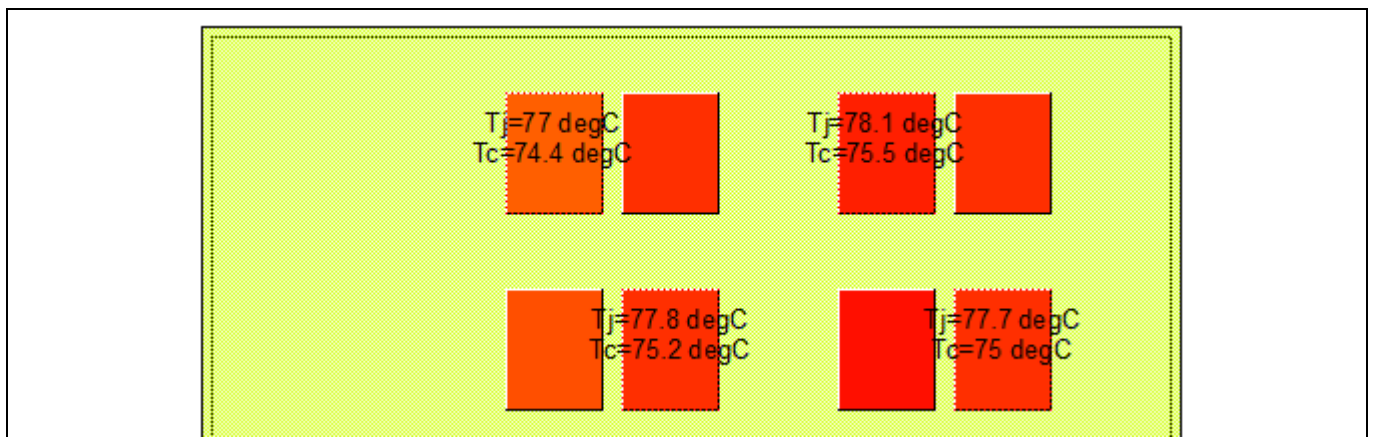 Tj=77 degC
Tc=74.4 degC
Tj=78.1 degC
Tc=75.5 degC
Tj=77.8 degC
Tc=75.2 degC
Tj=77.7 degC
Tc=75 degC